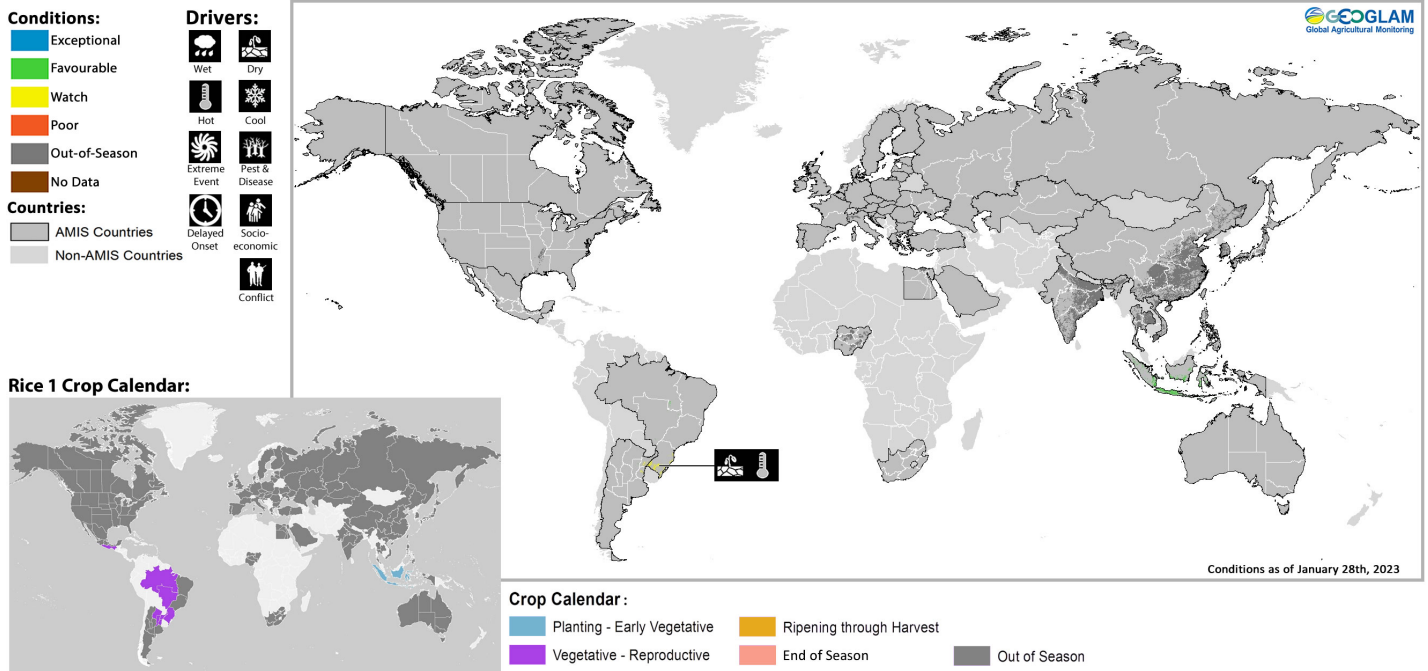 Conditions:
Exceptional
Favourable
Watch
Poor
Out-of-Season
No Data
Countries:
AMIS Countries
Non-AMIS Countries
Drivers:
Wet
Dry
Hot
Cool
Extreme
Event
Pest &
Disease
Delayed
Onset
Socio-
economic
Conflict
GEOGLAM
Global Agricultural Monitoring
Conditions as of January 28th, 2023
Rice 1 Crop Calendar:
Crop Calendar :
Planting - Early Vegetative
Ripening through Harvest
Vegetative - Reproductive
End of Season
Out of Season